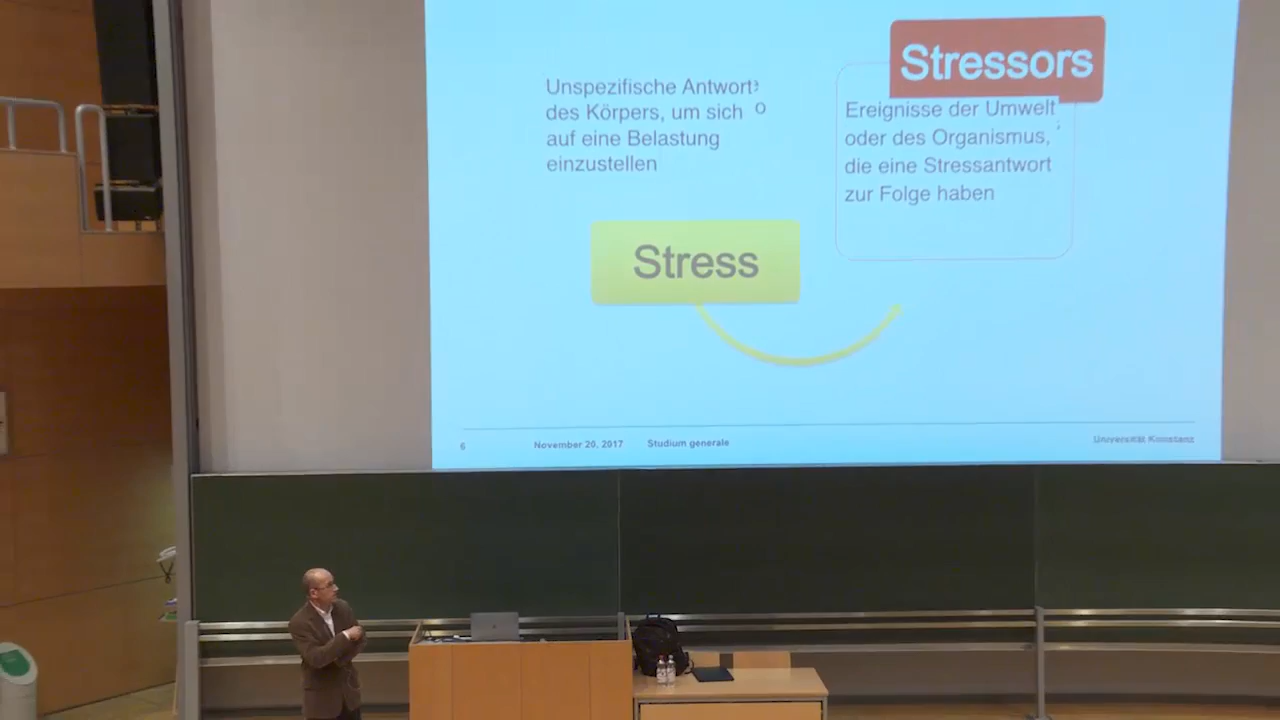 Stressors
Unspezifische Antwort
des Körpers, um sich
auf eine Belastung
einzustellen
Ereignisse der Umwelt
oder des Organismus,
die eine Stressantwort
zur Folge haben
Stress
6 November 20, 2017 Studium generale Universität Konstanz